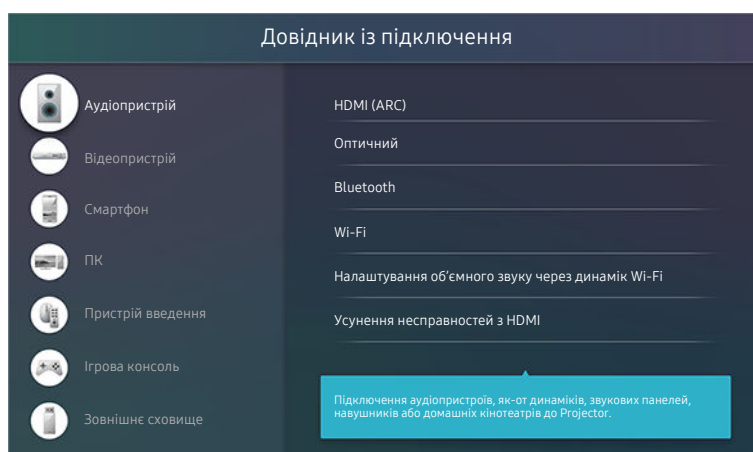 Довідник із підключення
Аудіопристрій
Відеопристрій
Смартфон
ПК
Пристрій введення
Ігрова консоль
Зовнішнє сховище
HDMI (ARC)
Оптичний
Bluetooth
Wi-Fi
Налаштування об’ємного звуку через динамік Wi-Fi
Усунення несправностей з HDMI
Підключення аудіопристроїв, як-от динаміків, звукових панелей,
навушників або домашніх кінотеатрів до Projector.